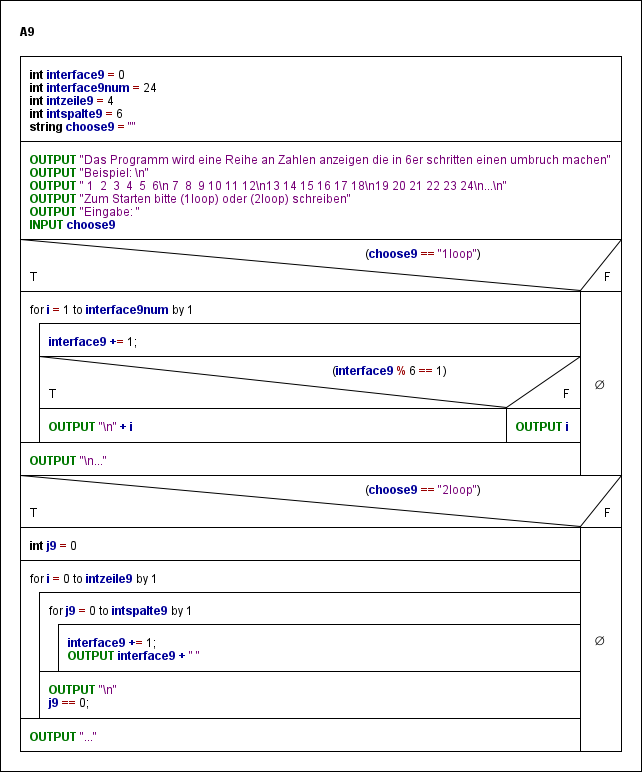 A9
int interface9 = 0
int interface9num = 24
int intzeile9 = 4
int intspalte9 = 6
string choose9 = ""
OUTPUT "Das Programm wird eine Reihe an Zahlen anzeigen die in 6er schritten einen umbruch machen"
OUTPUT "Beispiel: \n"
OUTPUT " 1  2  3  4  5  6\n 7  8  9 10 11 12\n13 14 15 16 17 18\n19 20 21 22 23 24\n...\n"
OUTPUT "Zum Starten bitte (1loop) oder (2loop) schreiben"
OUTPUT "Eingabe: "
INPUT choose9
(choose9 == "1loop")
T F
for i = 1 to interface9num by 1
interface9 += 1;
(interface9 % 6 == 1)
T F
∅
OUTPUT "\n" + i OUTPUT i
OUTPUT "\n..."
(choose9 == "2loop")
T F
int j9 = 0
for i = 0 to intzeile9 by 1
for j9 = 0 to intspalte9 by 1
interface9 += 1;
∅
OUTPUT interface9 + " "
OUTPUT "\n"
j9 == 0;
OUTPUT "..."